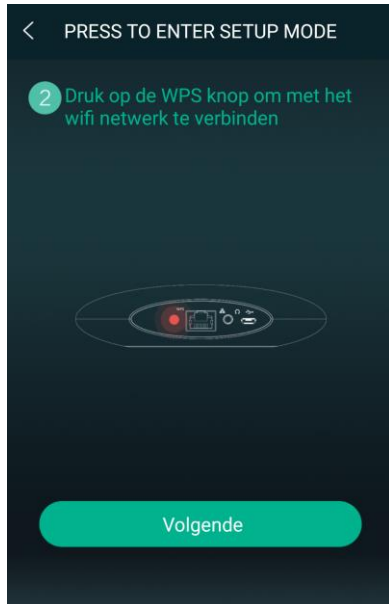 PRESS TO ENTER SETUP MODE
2 Druk op de WPS knop om met het
wifi netwerk te verbinden
WPS
Volgende